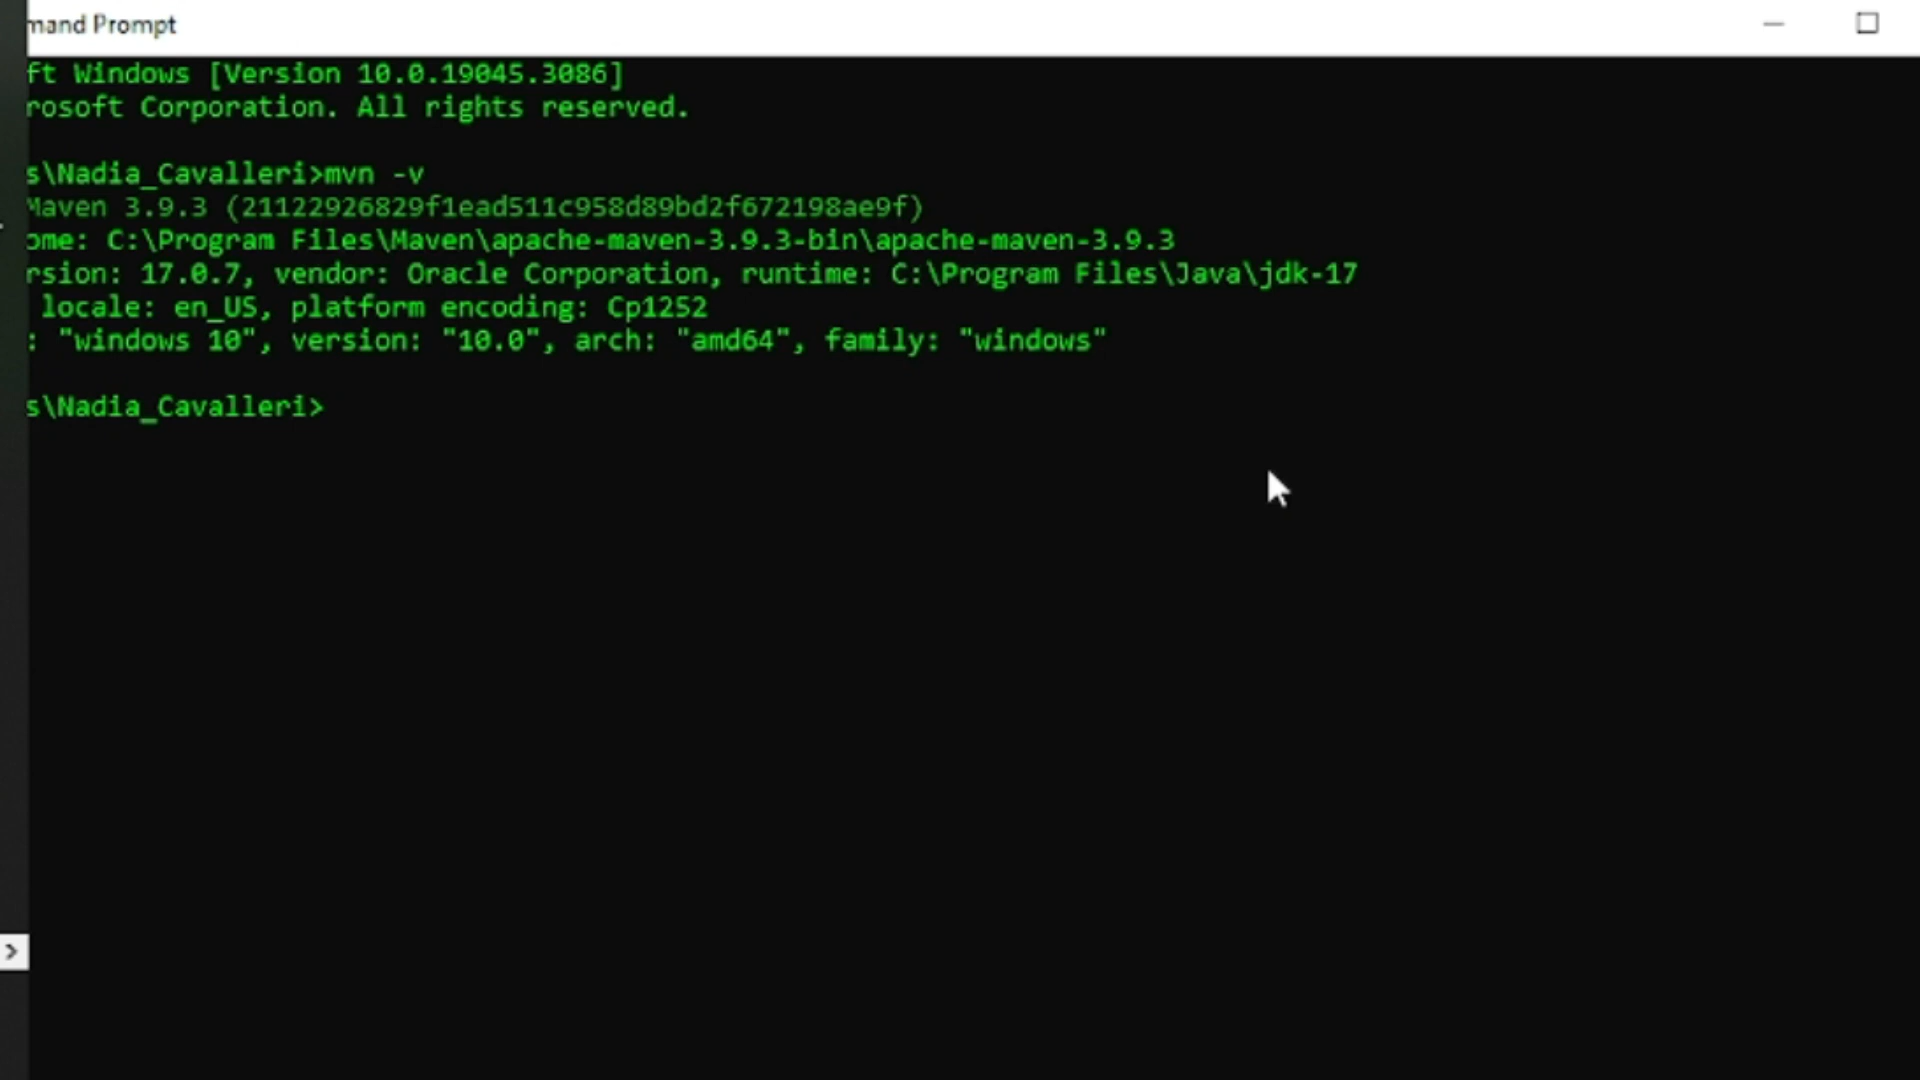 mand Prompt
ft Windows [Version 10.0.19045.3086]
rosoft Corporation. All rights reserved.
s\Nadia_Cavalleri>mvn -v
Maven 3.9.3 (21122926829f1ead511c958d89bd2f672198ae9f)
ome: C:\Program Files\Maven\apache-maven-3.9.3-bin\apache-maven-3.9.3
rsion: 17.0.7, vendor: Oracle Corporation, runtime: C:\Program Files\Java\jdk-17
locale: en_US, platform encoding: Cp1252
: "windows 10", version: "10.0", arch: "amd64", family: "windows"
s\Nadia_Cavalleri>